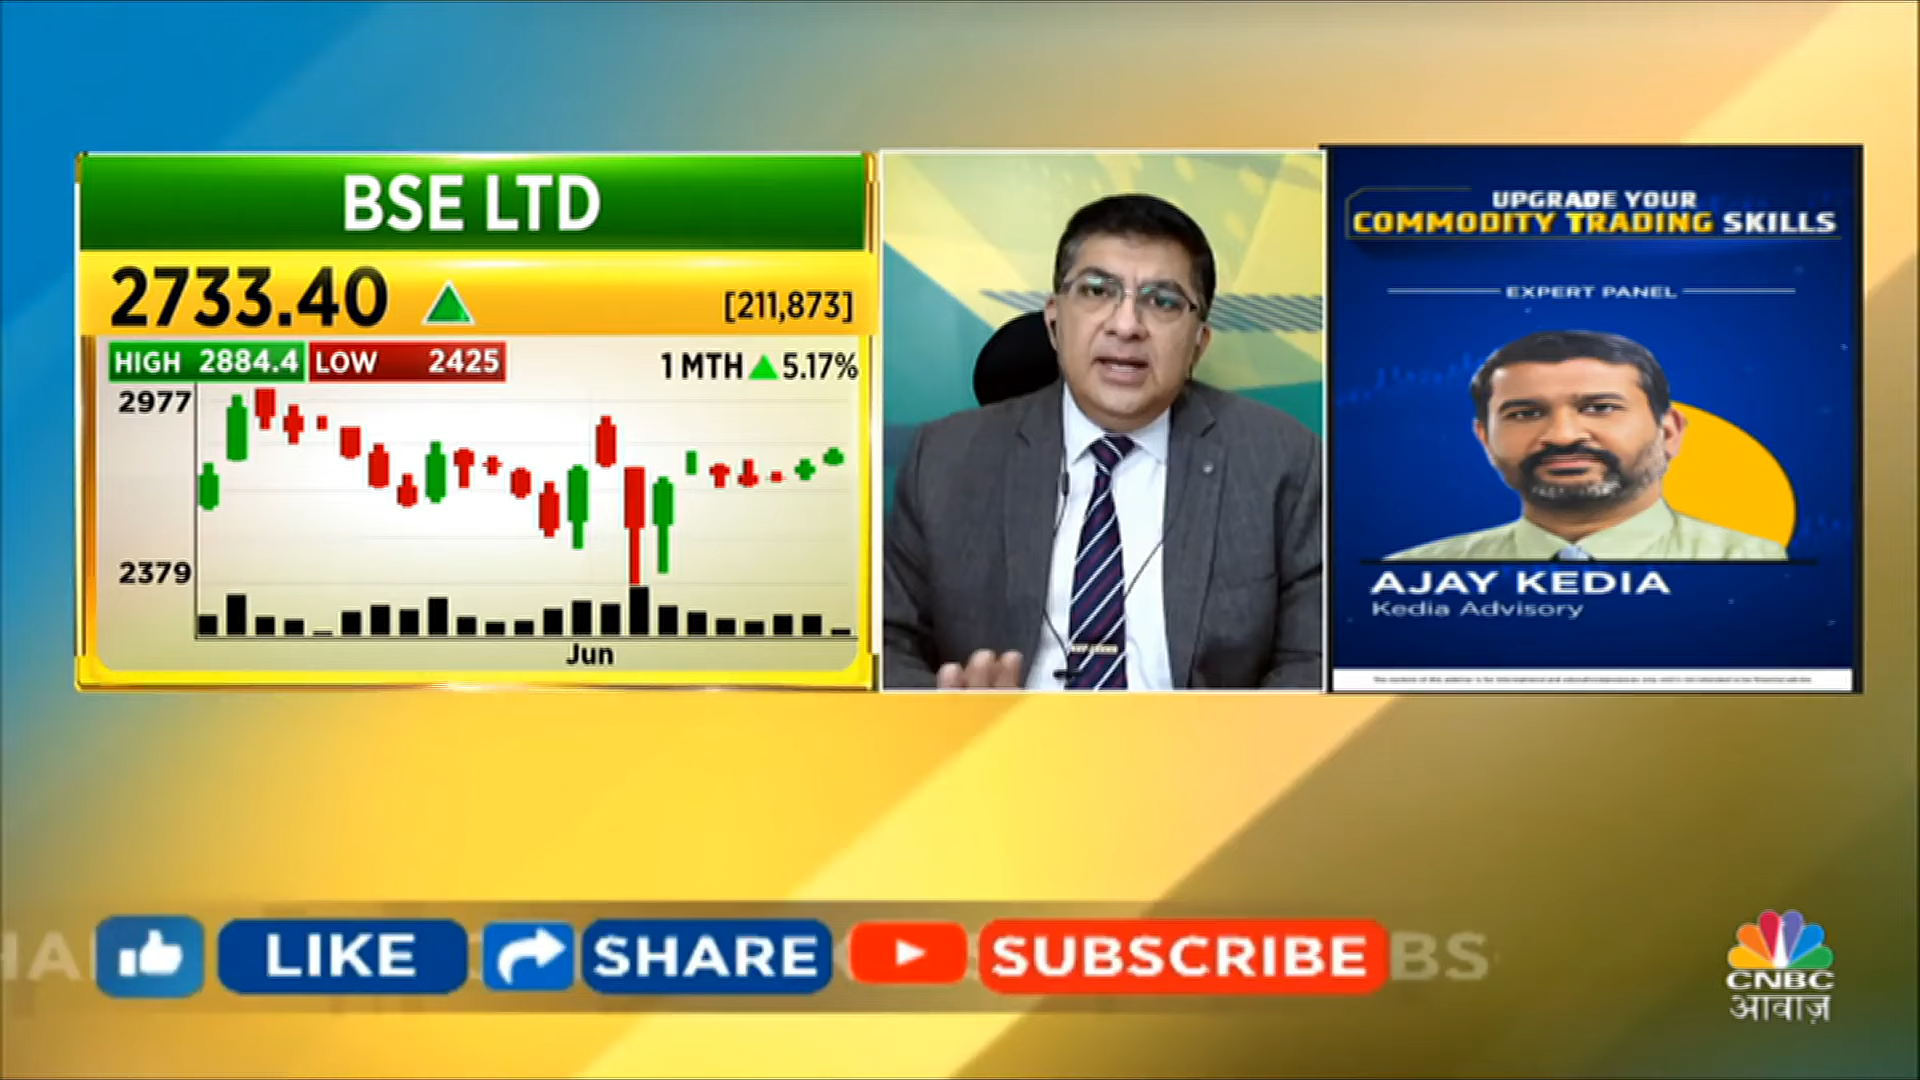 BSE LTD
2733.40
[211,873]
HIGH 2884.4 LOW 2425
1 MTH 5.17%
2977
2379
Jun
UPGRADE YOUR
COMMODITY TRADING SKILLS
EXPERT PANEL
AJAY KEDIA
Kedia Advisory
LIKE SHARE SUBSCRIBE
CNBC
आवाज़